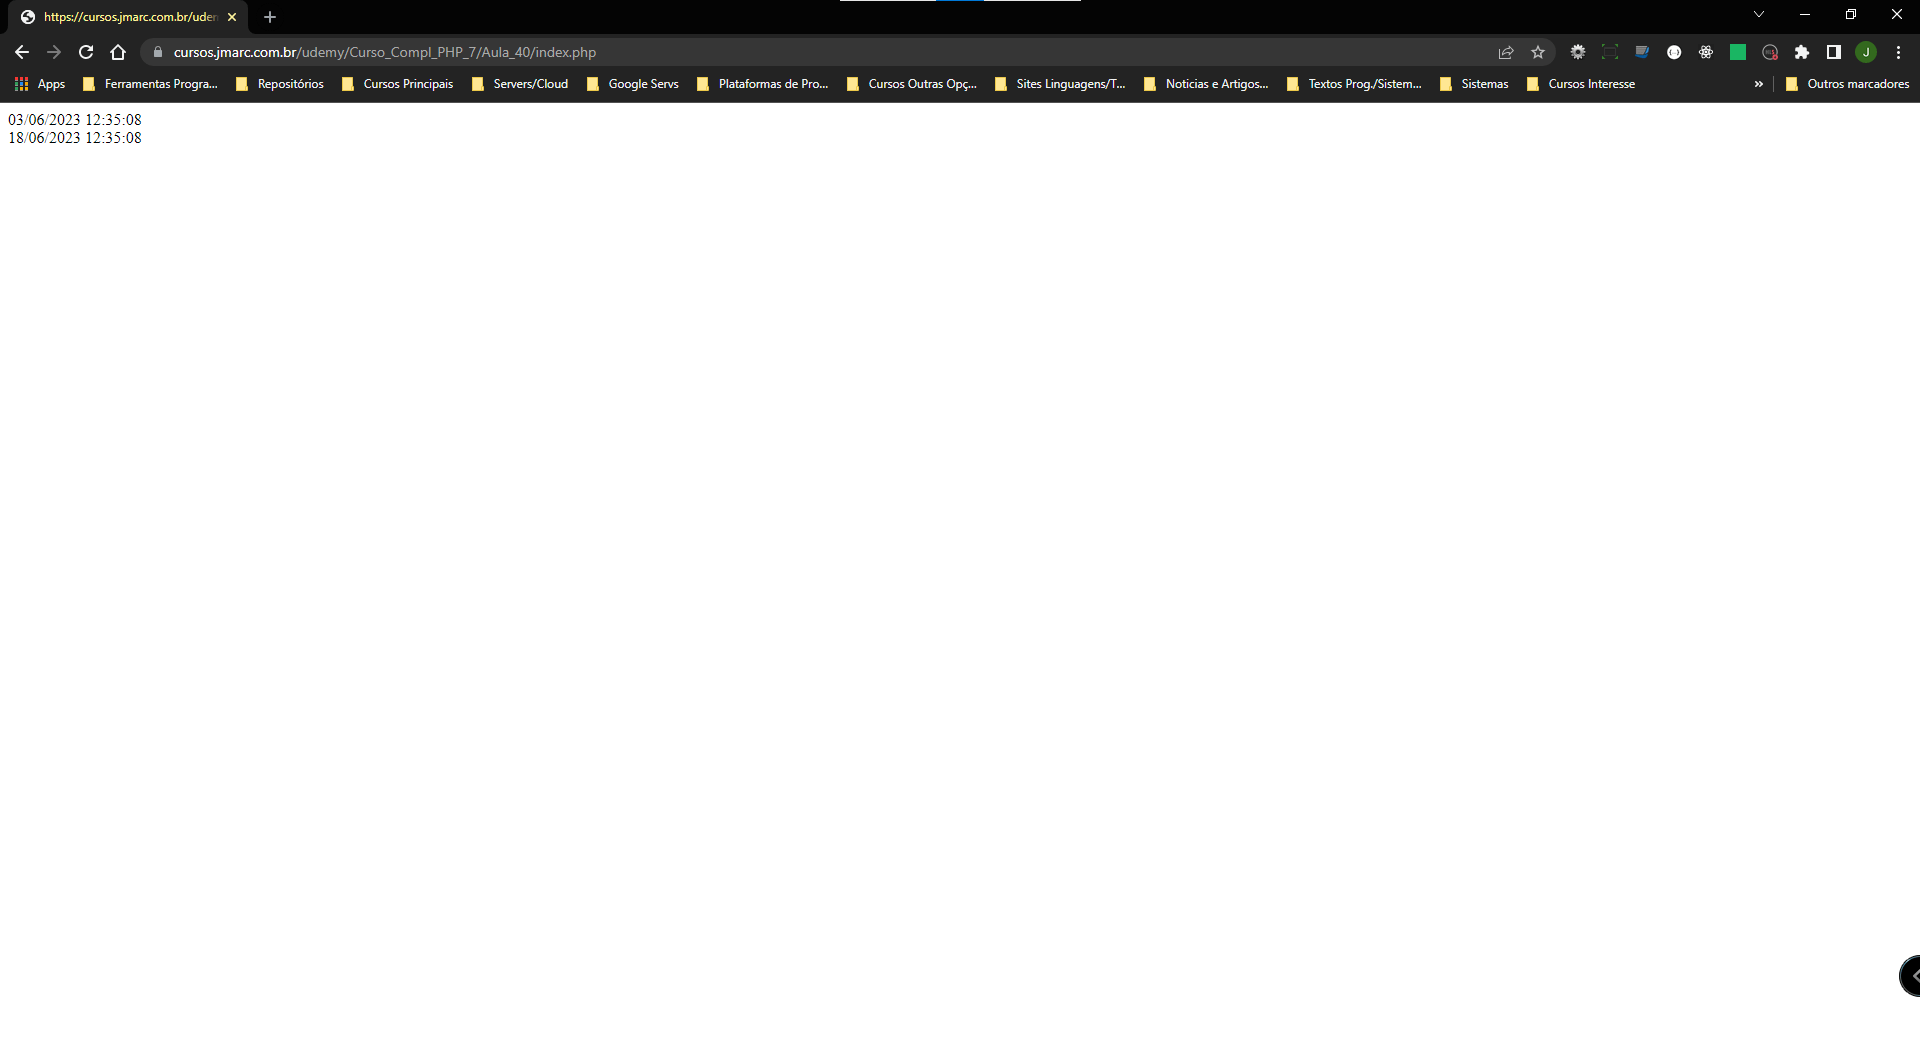 https://cursos.jmarc.com.br/uder
cursos.jmarc.com.br/udemy/Curso_Compl_PHP_7/Aula_40/index.php
J
Apps Ferramentas Progra... Repositórios Cursos Principais Servers/Cloud Google Servs Plataformas de Pro... Cursos Outras Opç... Sites Linguagens/T... Noticias e Artigos... Textos Prog./Sistem... Sistemas Cursos Interesse » Outros marcadores
03/06/2023 12:35:08
18/06/2023 12:35:08